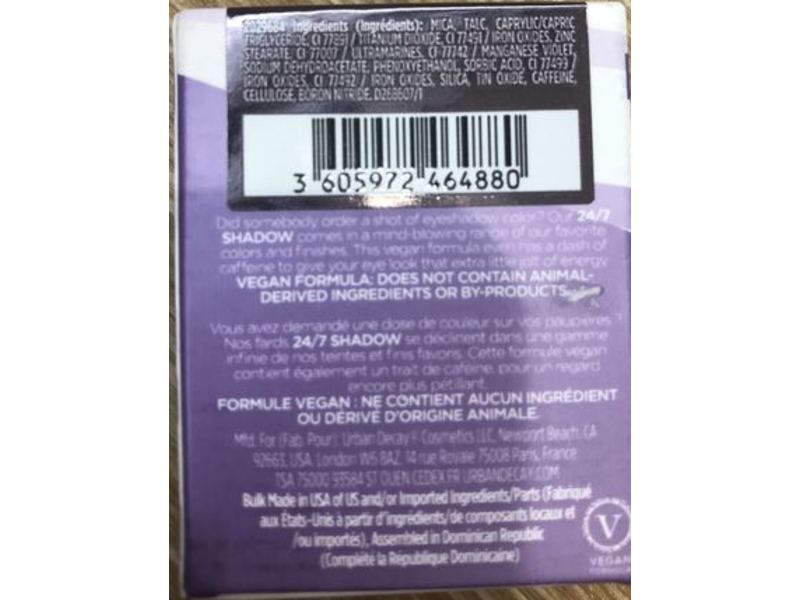 2029684 Ingredients (Ingrédients): MICA, TALC, CAPRYLIC/CAPRIC
TRIGLYCERIDE, CI 77891 / TITANIUM DIOXIDE, CI 77491 / IRON OXIDES, ZINC
STEARATE, CI 77007 / ULTRAMARINES, CI 77742 / MANGANESE VIOLET,
SODIUM DEHYDROACETATE, PHENOXYETHANOL, SORBIC ACID, CI 77499 /
IRON OXIDES, CI 77492 / IRON OXIDES, SILICA, TIN OXIDE, CAFFEINE,
CELLULOSE, BORON NITRIDE. D268607/1
3 605972 464880
Did somebody order a shot of eyeshadow color? Our 24/7
SHADOW comes in a mind-blowing range of our favorite
colors and finishes. This vegan formula even has a dash of
caffeine to give your eye look that extra little jolt of energy
VEGAN FORMULA: DOES NOT CONTAIN ANIMAL-
DERIVED INGREDIENTS OR BY-PRODUCTS.
Vous avez demandé une dose de couleur sur vos paupières ?
Nos fards 24/7 SHADOW se déclinent dans une gamme
infinie de nos teintes et finis favoris. Cette formule vegan
contient également un trait de caféine, pour un regard
encore plus pétillant.
FORMULE VEGAN : NE CONTIENT AUCUN INGRÉDIENT
OU DÉRIVÉ D'ORIGINE ANIMALE.
Mfd. For (Fab. Pour): Urban Decay® Cosmetics LLC, Newport Beach, CA
92663, USA. London W6 8AZ. 14 rue Royale 75008 Paris, France
TSA 75000 93584 ST OUEN CEDEX FR URBANDECAY.COM
Bulk Made in USA of US and/or Imported Ingredients/Parts (Fabriqué
aux États-Unis à partir d'ingrédients/de composants locaux et
/ou importés), Assembled in Dominican Republic
(Complété la République Dominicaine)
V
VEGAN
FORMULA